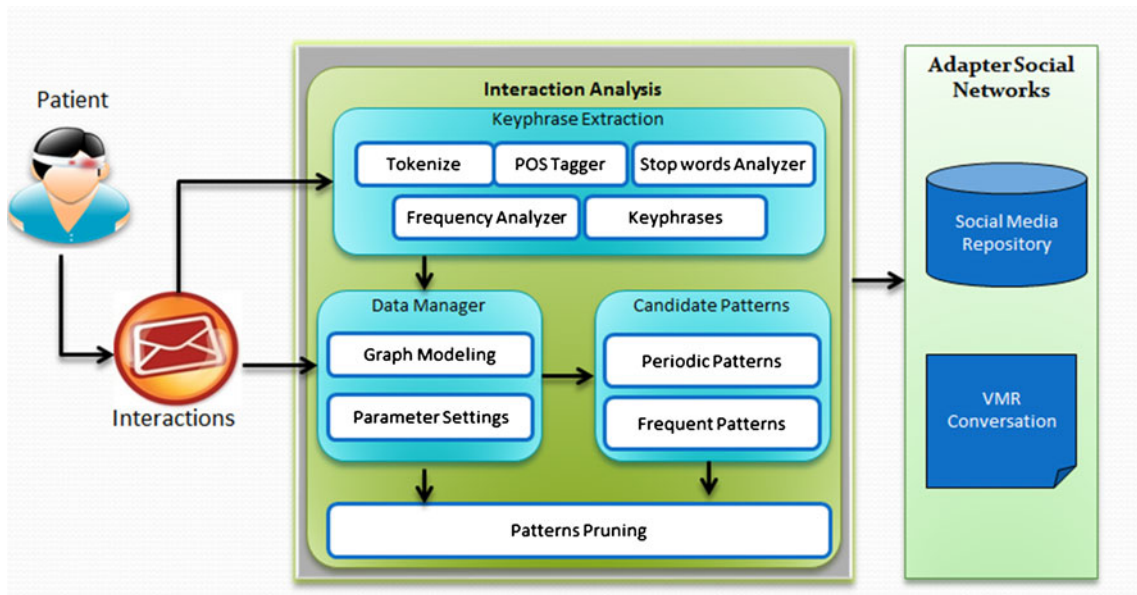 Patient
Interactions
Interaction Analysis
Keyphrase Extraction
Tokenize
POS Tagger
Stop words Analyzer
Frequency Analyzer
Keyphrases
Data Manager
Graph Modeling
Parameter Settings
Candidate Patterns
Periodic Patterns
Frequent Patterns
Patterns Pruning
Adapter Social
Networks
Social Media
Repository
VMR
Conversation